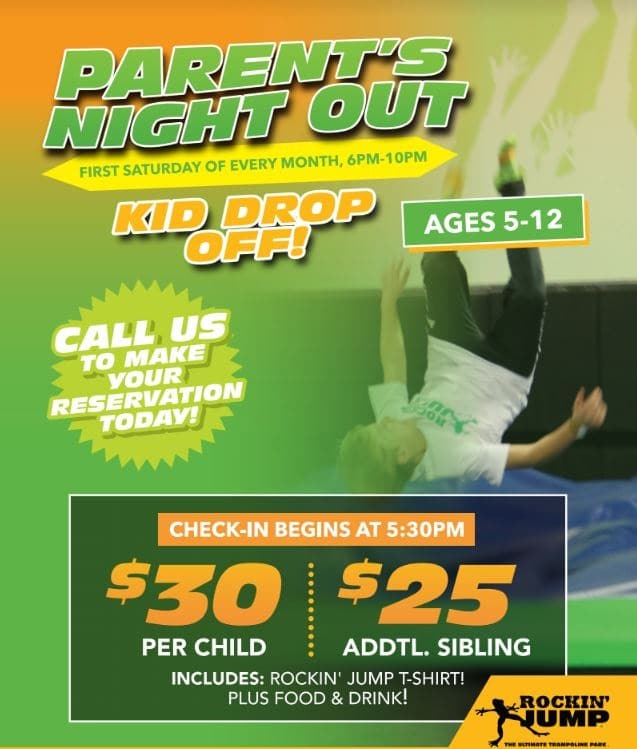 PARENT'S
NIGHT OUT
FIRST SATURDAY OF EVERY MONTH, 6PM-10PM
KID DROP
OFF!
AGES 5-12
CALL US
TO MAKE
YOUR
RESERVATION
TODAY!
CHECK-IN BEGINS AT 5:30PM
$30
PER CHILD
$25
ADDTL. SIBLING
INCLUDES: ROCKIN' JUMP T-SHIRT!
PLUS FOOD & DRINK!
ROCKIN'
JUMP
THE ULTIMATE TRAMPOLINE PARK